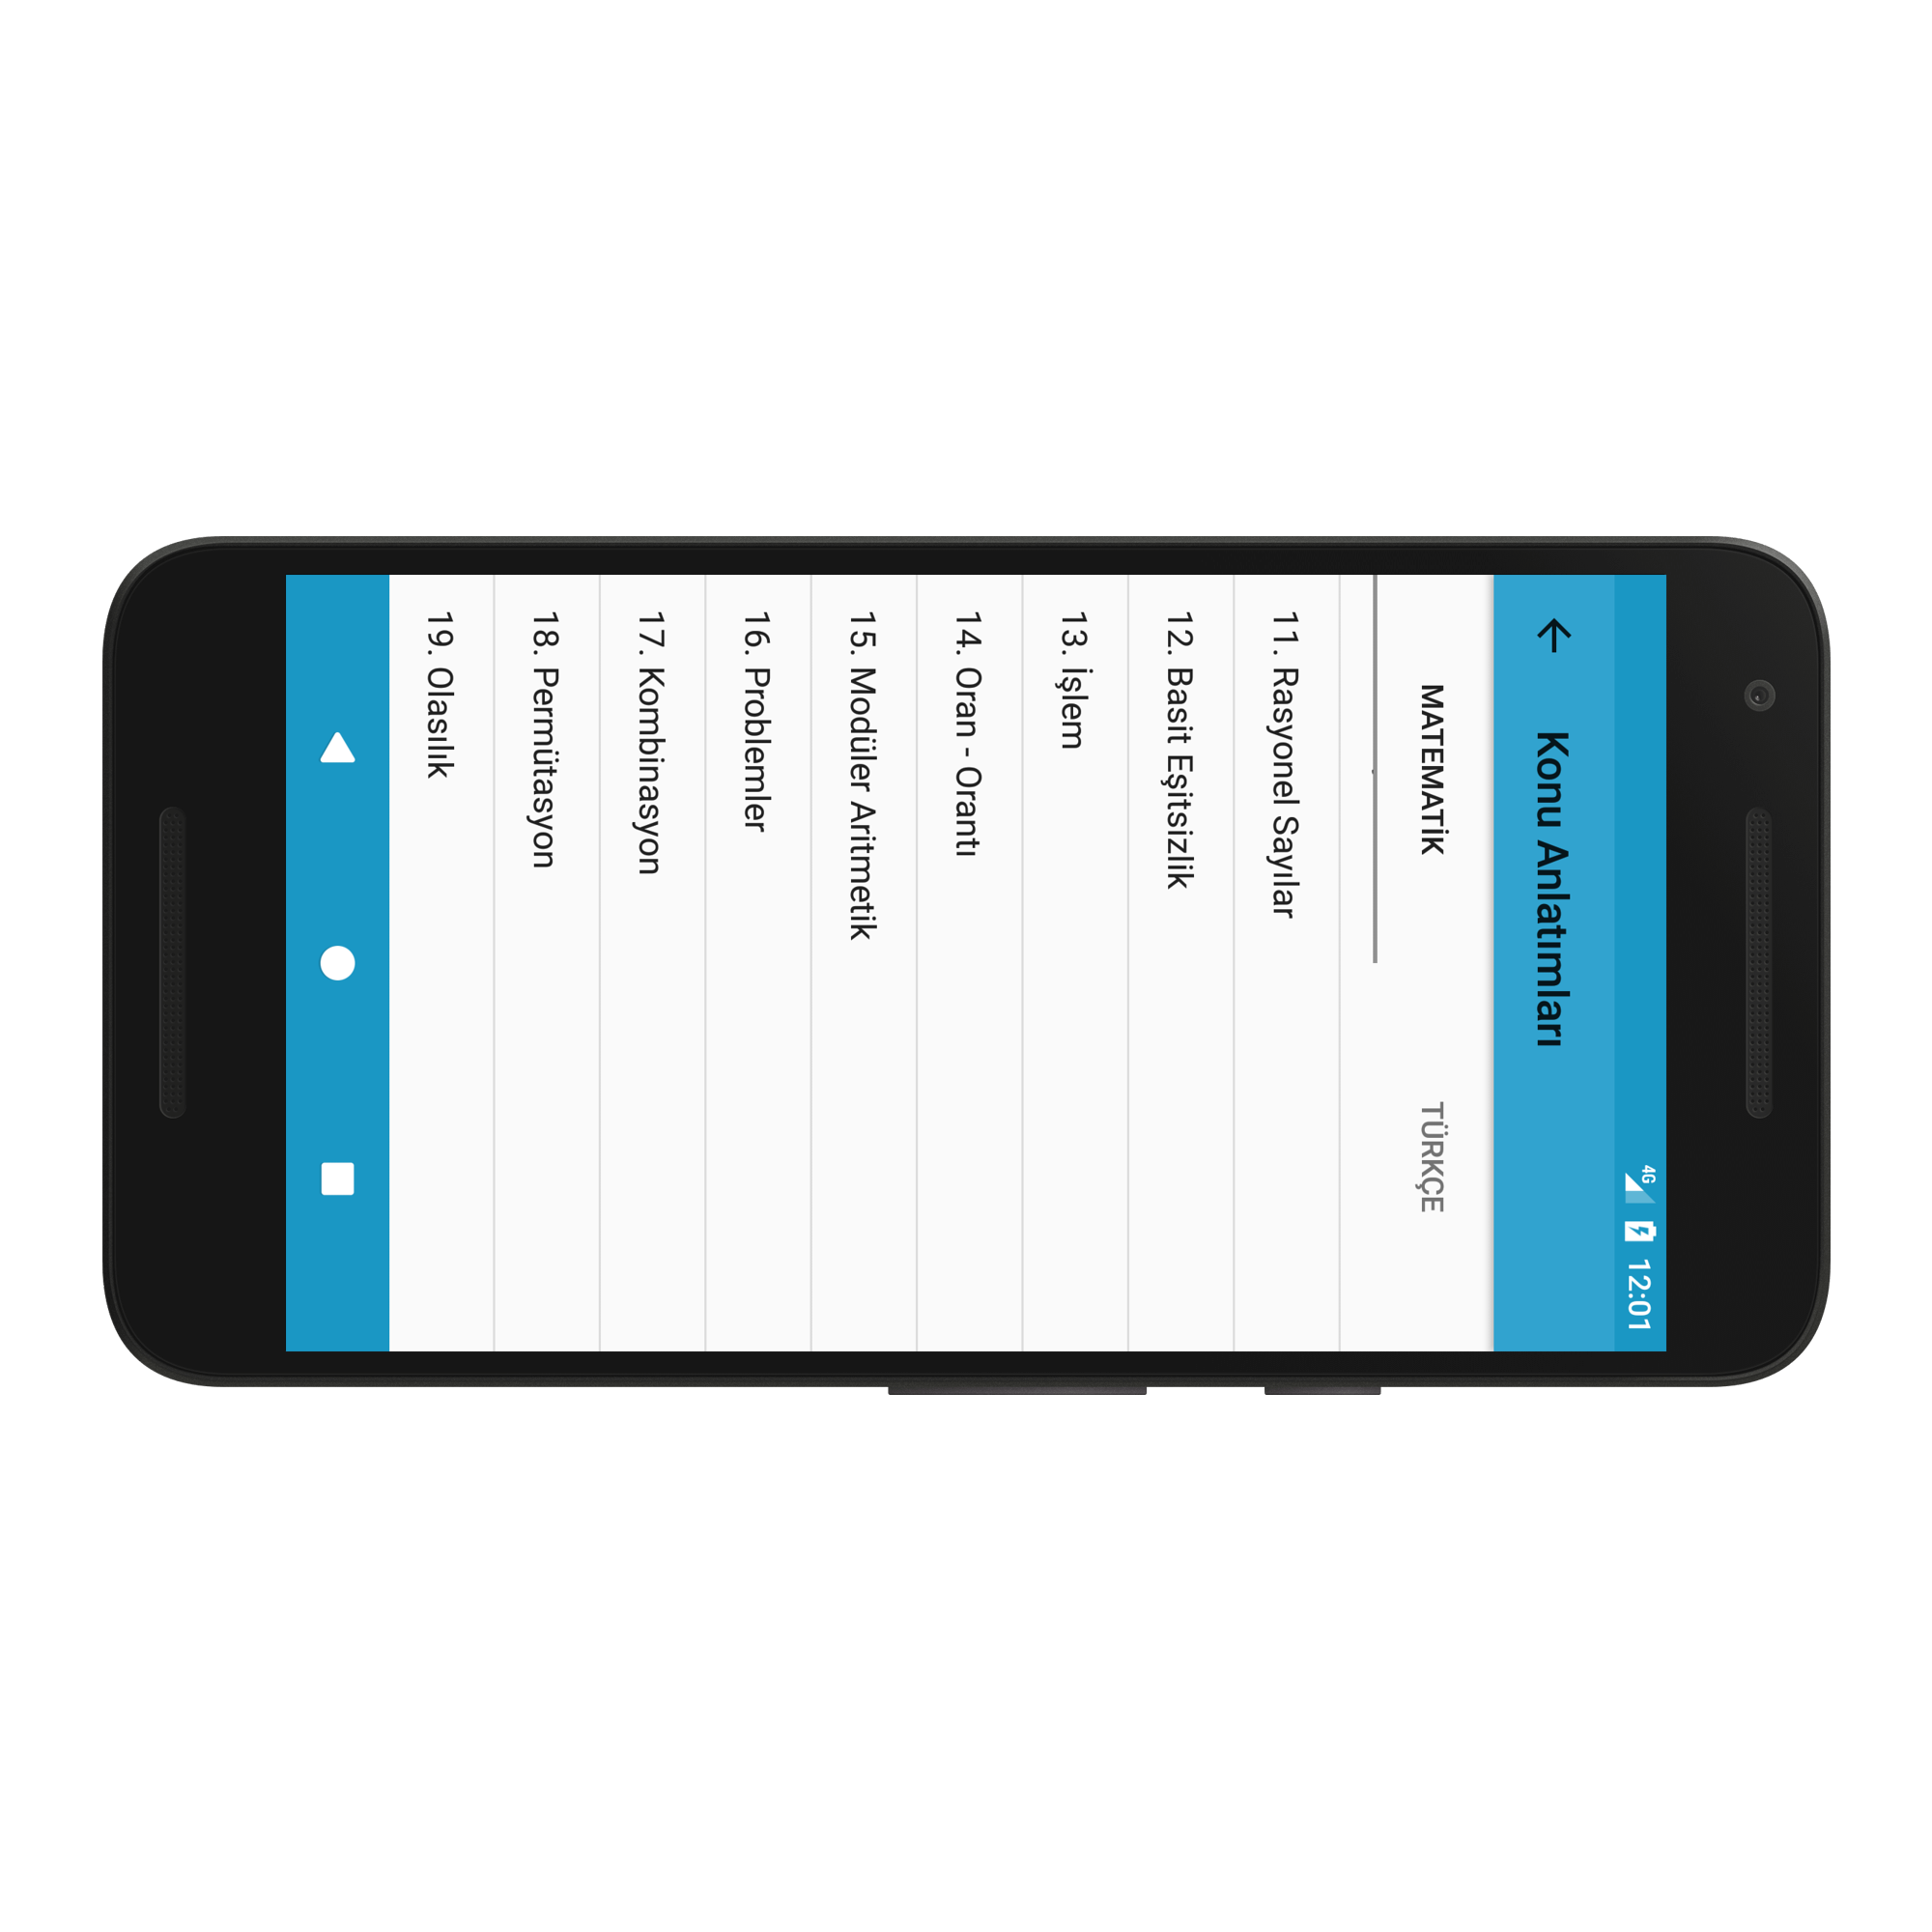 4G 12:01
Konu Anlatımları
MATEMATİK TÜRKÇE
11. Rasyonel Sayılar
12. Basit Eşitsizlik
13. İşlem
14. Oran - Orantı
15. Modüler Aritmetik
16. Problemler
17. Kombinasyon
18. Permütasyon
19. Olasılık